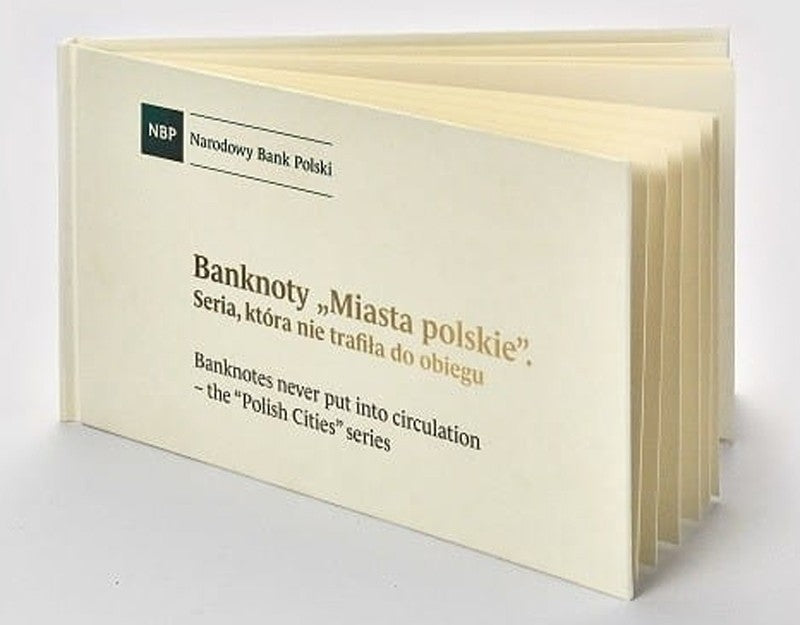 NBP
Narodowy Bank Polski
Banknoty „Miasta polskie”.
Seria, która nie trafiła do obiegu
Banknotes never put into circulation
– the “Polish Cities” series